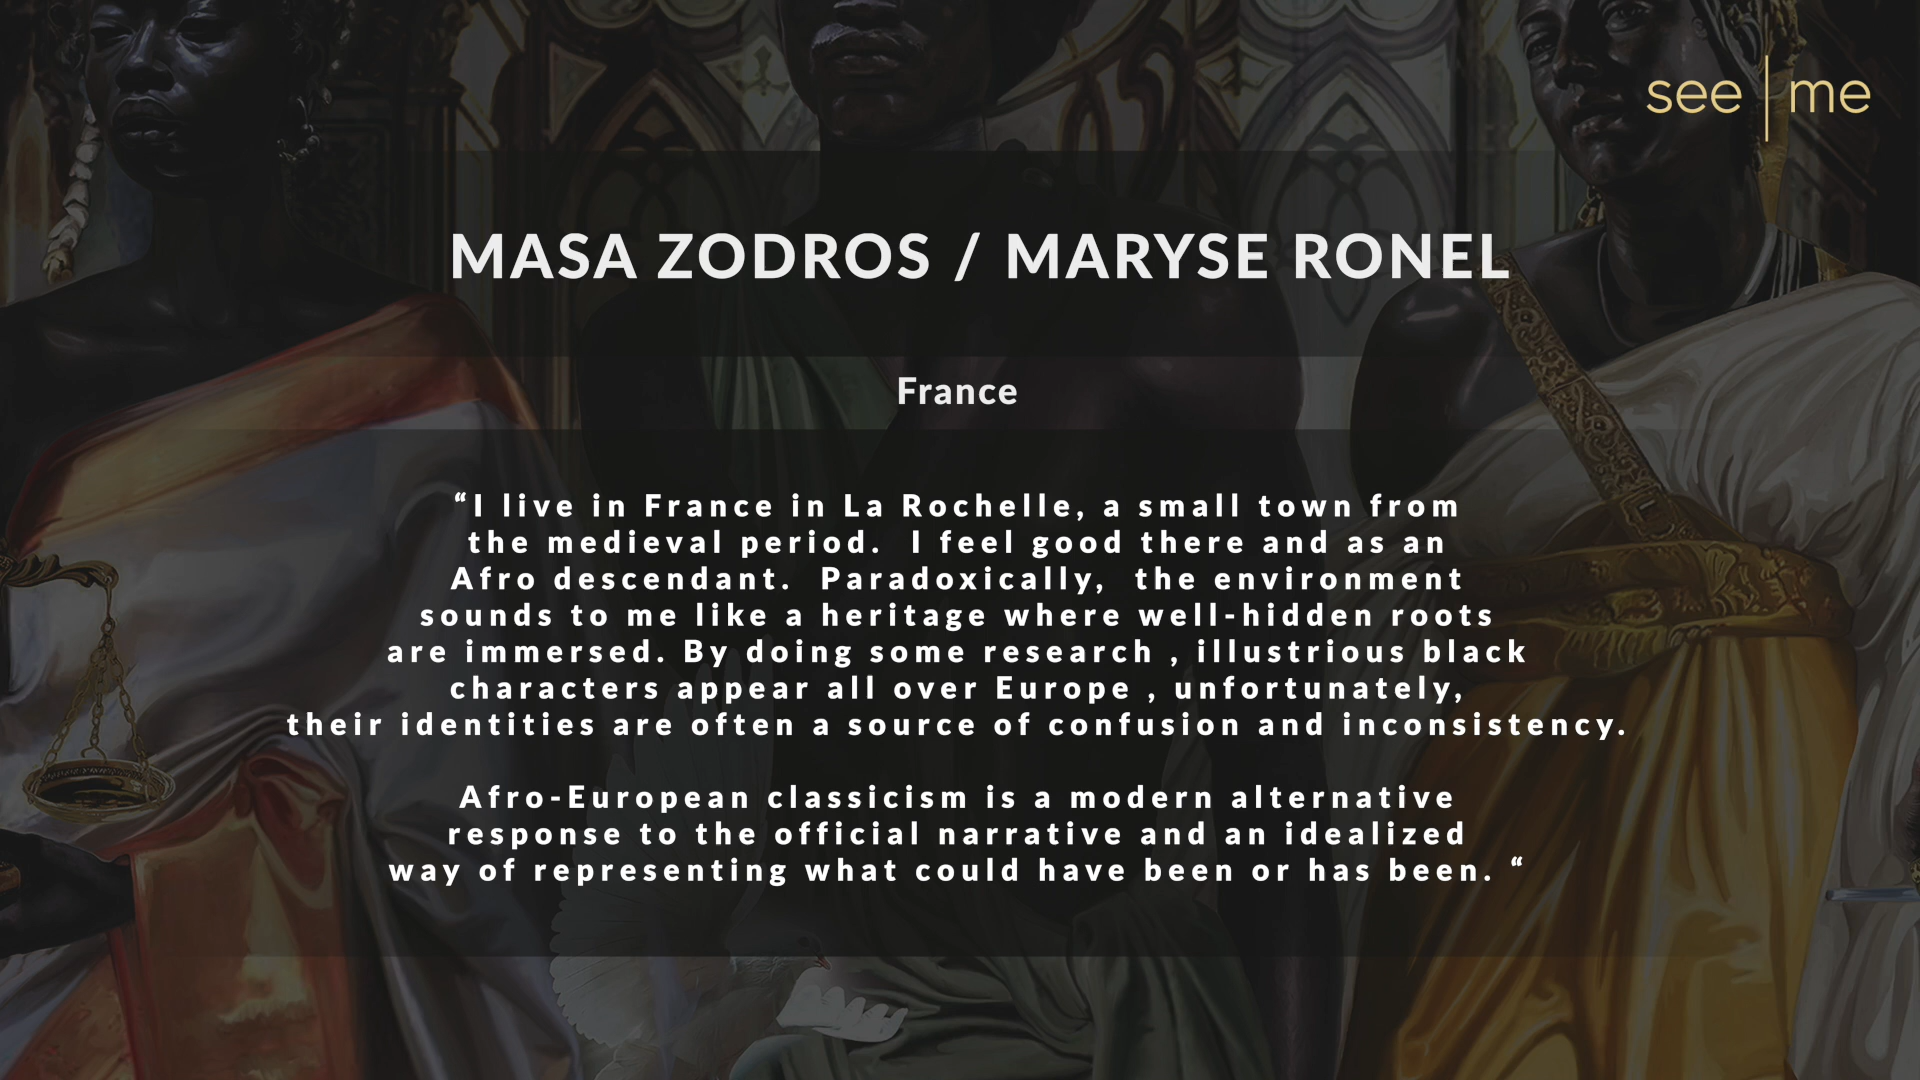 see | me
MASA ZODROS / MARYSE RONEL
France
“I live in France in La Rochelle, a small town from
the medieval period.  I feel good there and as an
Afro descendant.  Paradoxically,  the environment
sounds to me like a heritage where well-hidden roots
are immersed. By doing some research , illustrious black
characters appear all over Europe , unfortunately,
their identities are often a source of confusion and inconsistency.
Afro-European classicism is a modern alternative
response to the official narrative and an idealized
way of representing what could have been or has been. “